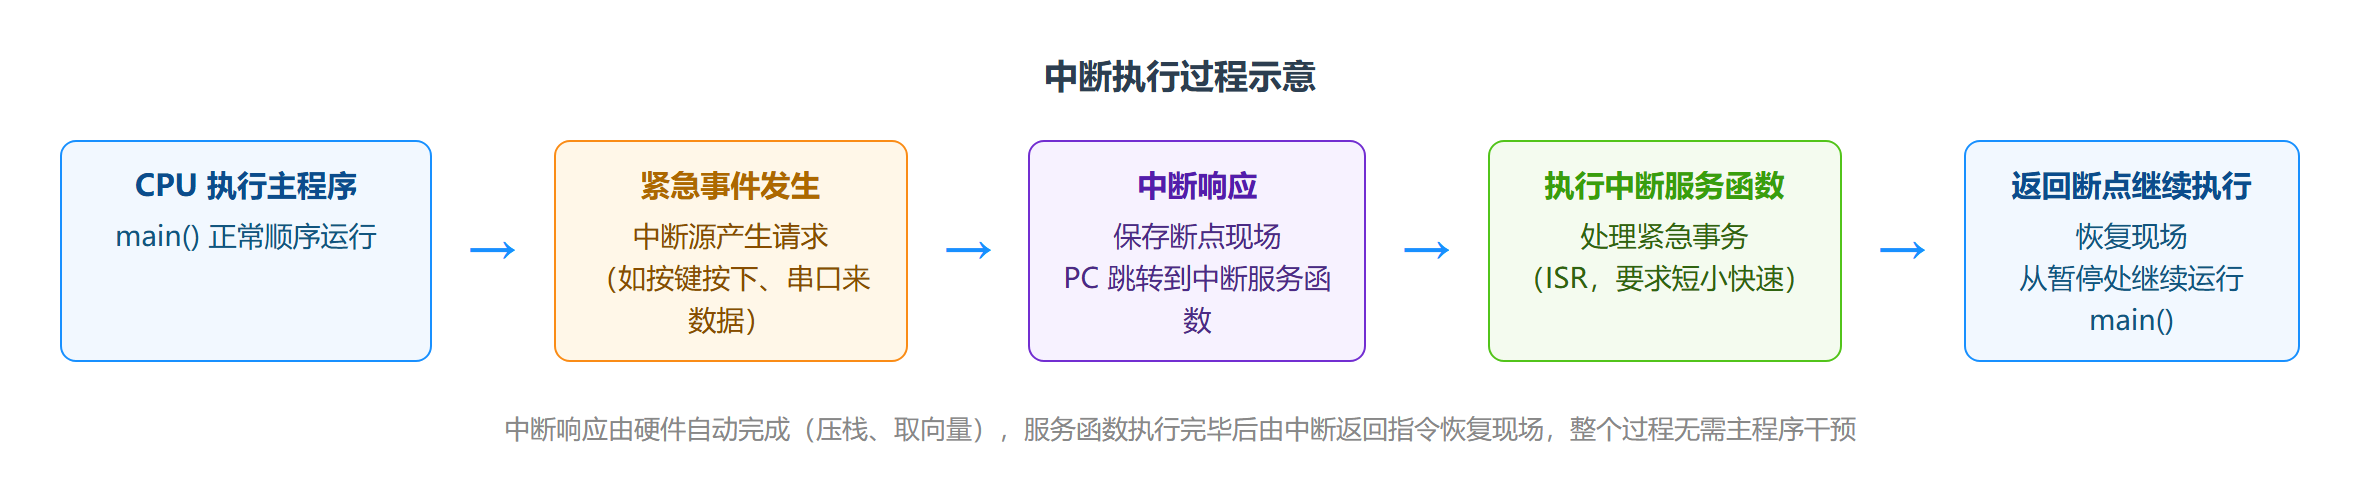 中断执行过程示意
CPU 执行主程序
main() 正常顺序运行
紧急事件发生
中断源产生请求
（如按键按下、串口来
数据）
中断响应
保存断点现场
PC 跳转到中断服务函
数
执行中断服务函数
处理紧急事务
（ISR，要求短小快速）
返回断点继续执行
恢复现场
从暂停处继续运行
main()
中断响应由硬件自动完成（压栈、取向量），服务函数执行完毕后由中断返回指令恢复现场，整个过程无需主程序干预